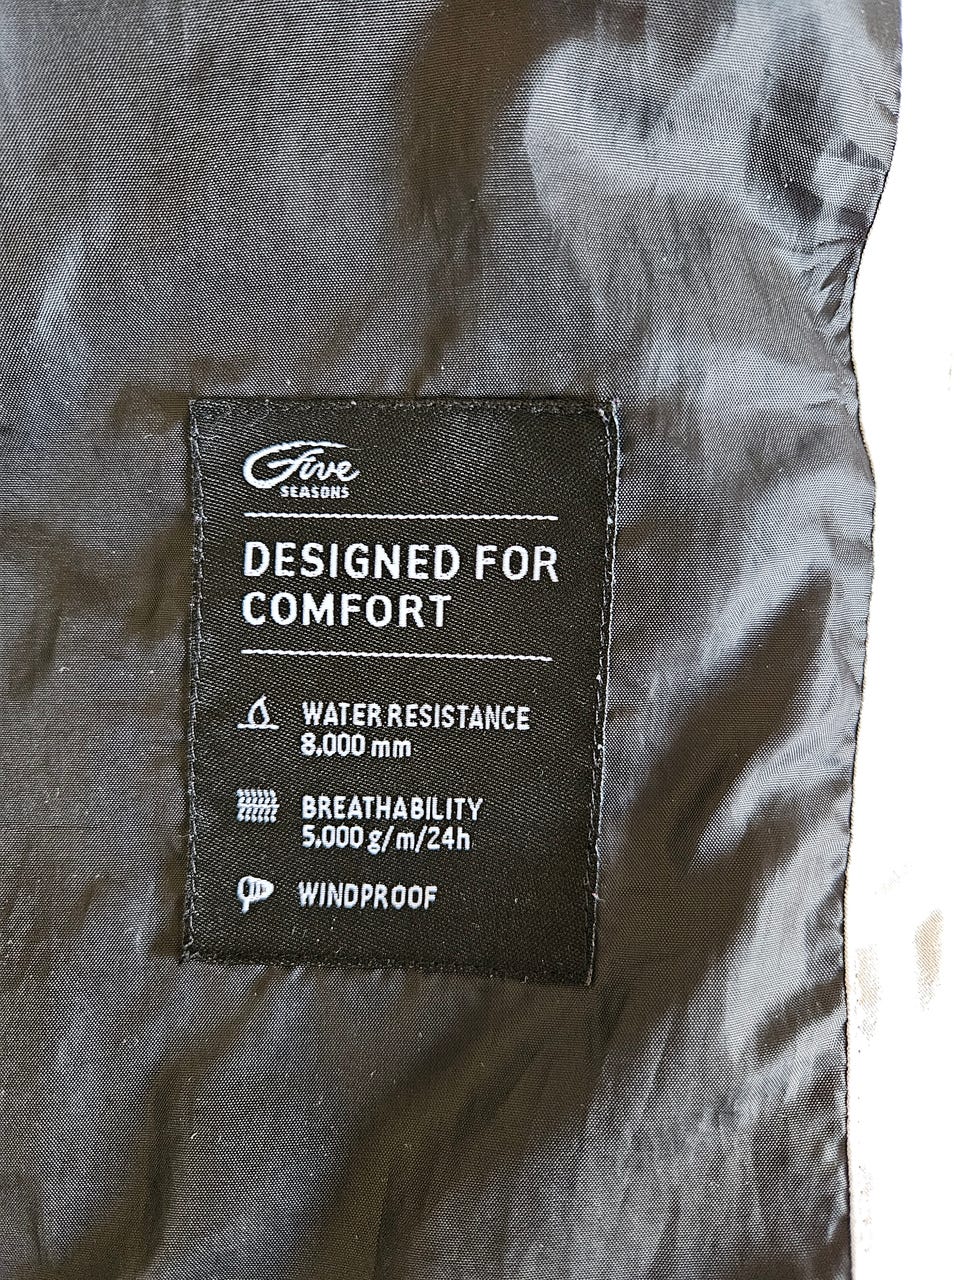 Five
SEASONS
DESIGNED FOR
COMFORT
WATER RESISTANCE
8.000 mm
BREATHABILITY
5.000 g/m/24h
WINDPROOF